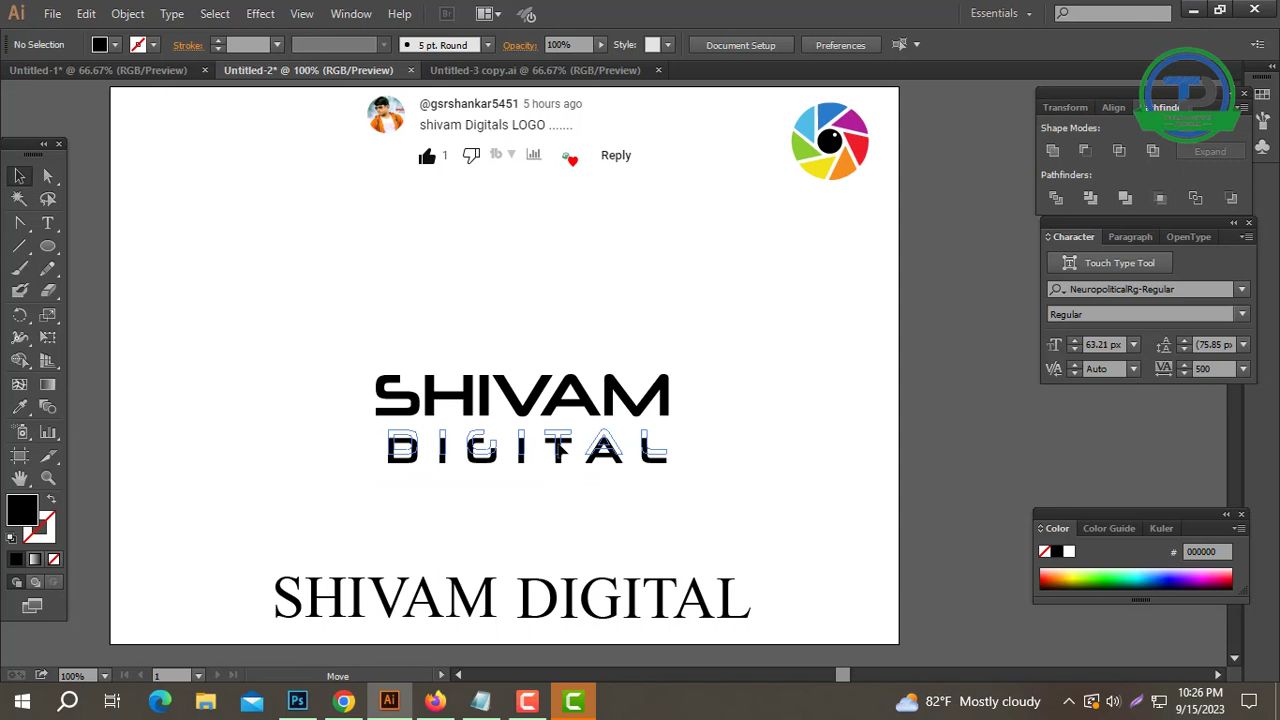 Ai File Edit Object Type Select Effect View Window Help Br Essentials
No Selection Stroke: 5 pt. Round Opacity: 100% Style: Document Setup Preferences
Untitled-1* @ 66.67% (RGB/Preview) × Untitled-2* @ 100% (RGB/Preview) × Untitled-3 copy.ai @ 66.67% (RGB/Preview) ×
@gsrshankar5451 5 hours ago
shivam Digitals LOGO .......
1 Reply
Transform Align
Shape Modes:
Expand
Pathfinders:
Character Paragraph OpenType
Touch Type Tool
NeuropoliticalRg-Regular
Regular
63.21 px (75.85 p
Auto 500
SHIVAM
DIGITAL
Color Color Guide Kuler
# 000000
SHIVAM DIGITAL
100% 1 Move
Ps Ai 82°F Mostly cloudy 10:26 PM
9/15/2023